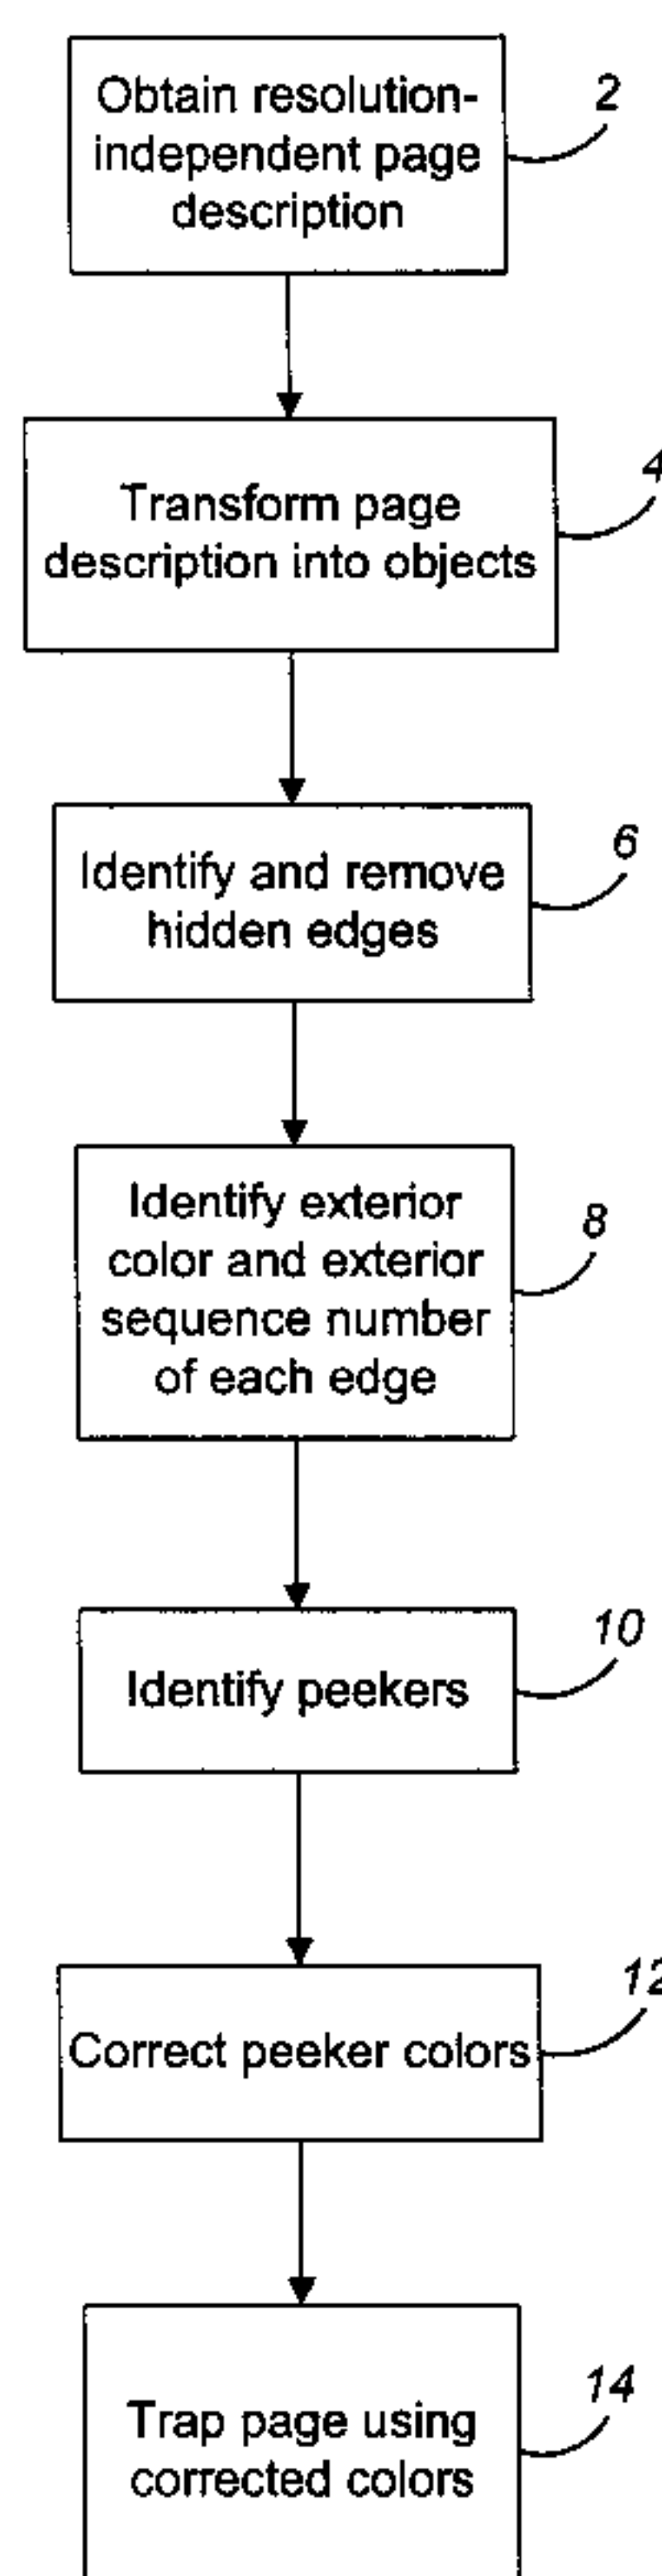 Obtain resolution-
independent page
description
2
Transform page
description into objects
4
Identify and remove
hidden edges
6
Identify exterior
color and exterior
sequence number
of each edge
8
Identify peekers
10
Correct peeker colors
12
Trap page using
corrected colors
14